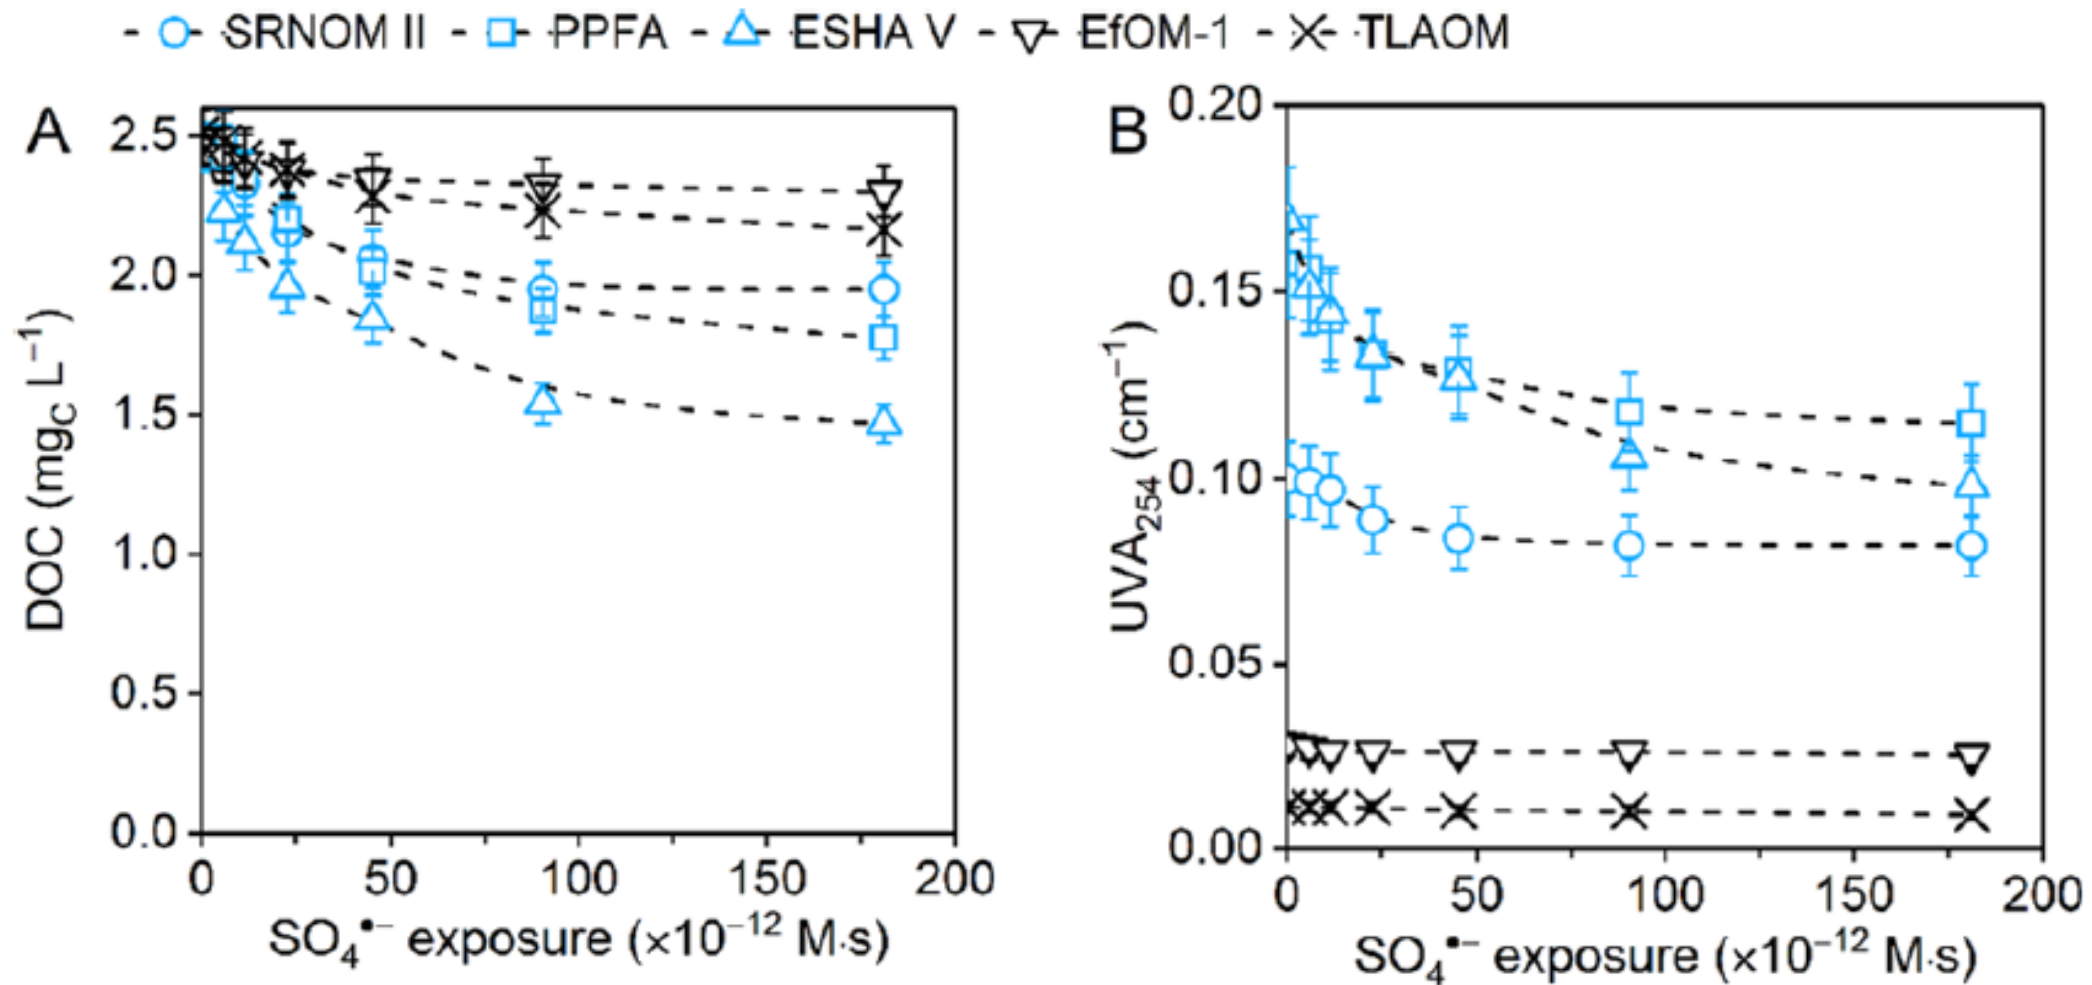 SRNOM II PPFA ESHA V EfOM-1 TLAOM
A
DOC (mg_C L⁻¹)
2.5
2.0
1.5
1.0
0.5
0.0
0 50 100 150 200
SO₄•⁻ exposure (×10⁻¹² M·s)
B
UVA₂₅₄ (cm⁻¹)
0.20
0.15
0.10
0.05
0.00
0 50 100 150 200
SO₄•⁻ exposure (×10⁻¹² M·s)